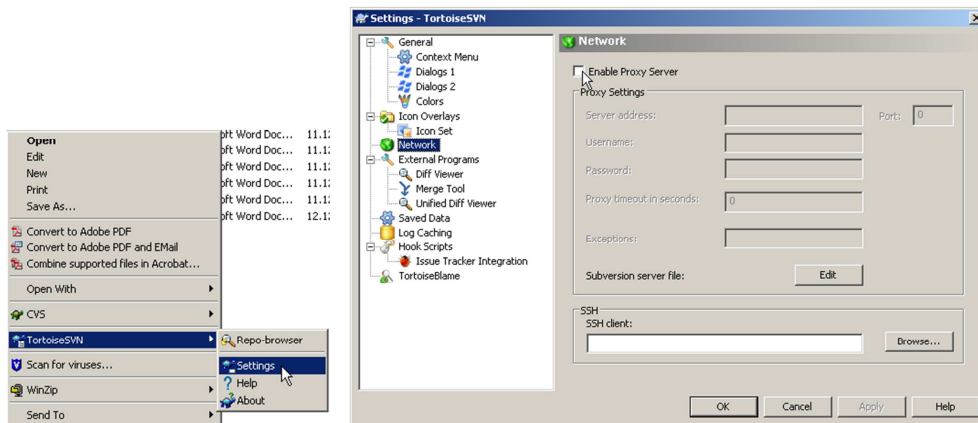 Open
Edit
New
Print
Save As...
Convert to Adobe PDF
Convert to Adobe PDF and EMail
Combine supported files in Acrobat...
Open With
CVS
TortoiseSVN
Scan for viruses...
WinZip
Send To
oft Word Doc... 11.12
oft Word Doc... 11.12
oft Word Doc... 11.12
oft Word Doc... 11.12
oft Word Doc... 11.12
oft Word Doc... 12.12
Repo-browser
Settings
Help
About
Settings - TortoiseSVN
General
Context Menu
Dialogs 1
Dialogs 2
Colors
Icon Overlays
Icon Set
Network
External Programs
Diff Viewer
Merge Tool
Unified Diff Viewer
Saved Data
Log Caching
Hook Scripts
Issue Tracker Integration
TortoiseBlame
Network
Enable Proxy Server
Proxy Settings
Server address: Port: 0
Username:
Password:
Proxy timeout in seconds: 0
Exceptions:
Subversion server file: Edit
SSH
SSH client:
Browse...
OK Cancel Apply Help